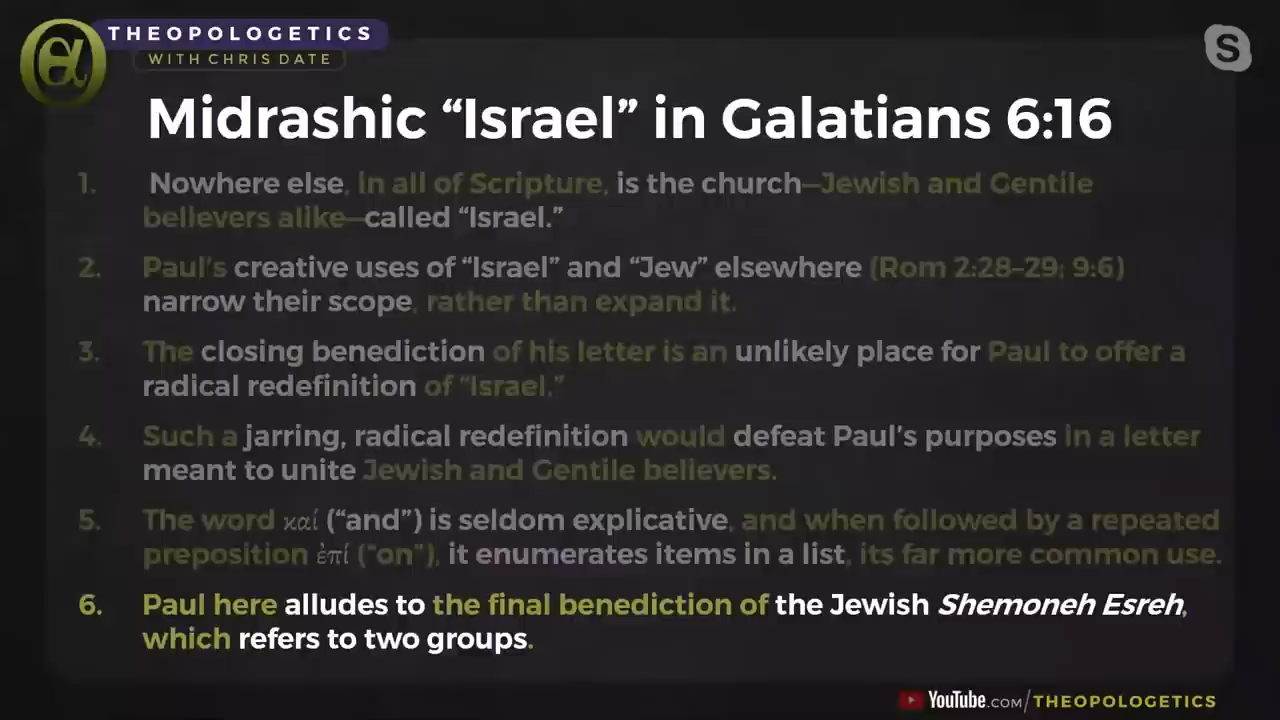 THEOPOLOGETICS
WITH CHRIS DATE
S
Midrashic “Israel” in Galatians 6:16
1. Nowhere else, in all of Scripture, is the church—Jewish and Gentile
believers alike—called “Israel.”
2. Paul’s creative uses of “Israel” and “Jew” elsewhere (Rom 2:28–29; 9:6)
narrow their scope, rather than expand it.
3. The closing benediction of his letter is an unlikely place for Paul to offer a
radical redefinition of “Israel.”
4. Such a jarring, radical redefinition would defeat Paul’s purposes in a letter
meant to unite Jewish and Gentile believers.
5. The word καί (“and”) is seldom explicative, and when followed by a repeated
preposition ἐπί (“on”), it enumerates items in a list, its far more common use.
6. Paul here alludes to the final benediction of the Jewish Shemoneh Esreh,
which refers to two groups.
YouTube.COM/THEOPOLOGETICS